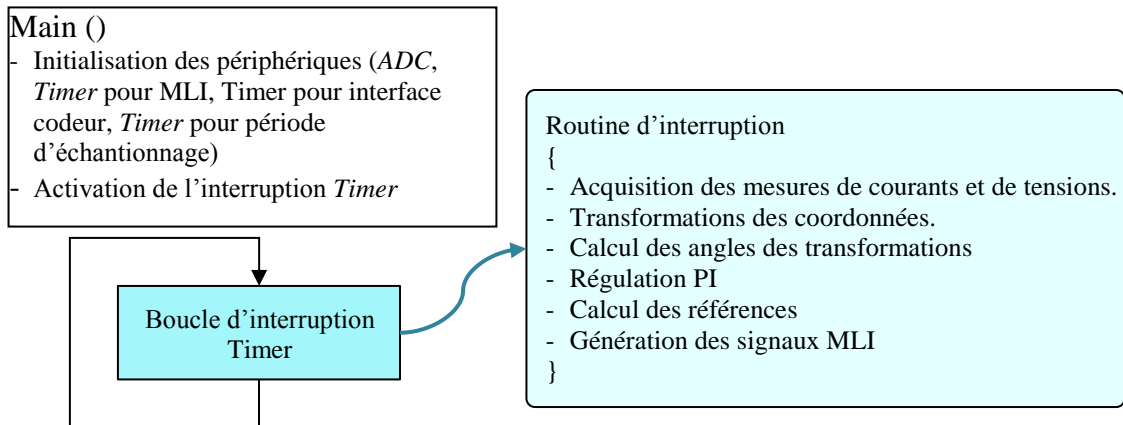 Main ()
- Initialisation des périphériques (ADC,
Timer pour MLI, Timer pour interface
codeur, Timer pour période
d’échantionnage)
- Activation de l’interruption Timer
Boucle d’interruption
Timer
Routine d’interruption
{
- Acquisition des mesures de courants et de tensions.
- Transformations des coordonnées.
- Calcul des angles des transformations
- Régulation PI
- Calcul des références
- Génération des signaux MLI
}